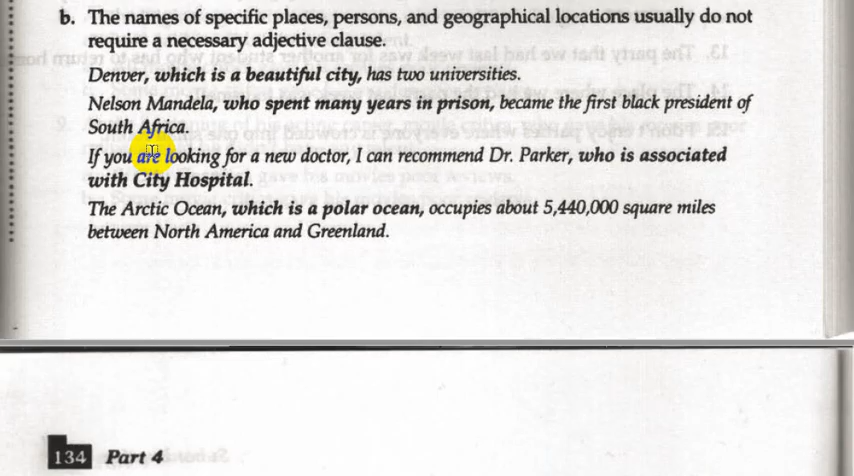 b. The names of specific places, persons, and geographical locations usually do not
require a necessary adjective clause.
Denver, which is a beautiful city, has two universities.
Nelson Mandela, who spent many years in prison, became the first black president of
South Africa.
If you are looking for a new doctor, I can recommend Dr. Parker, who is associated
with City Hospital.
The Arctic Ocean, which is a polar ocean, occupies about 5,440,000 square miles
between North America and Greenland.
134 Part 4